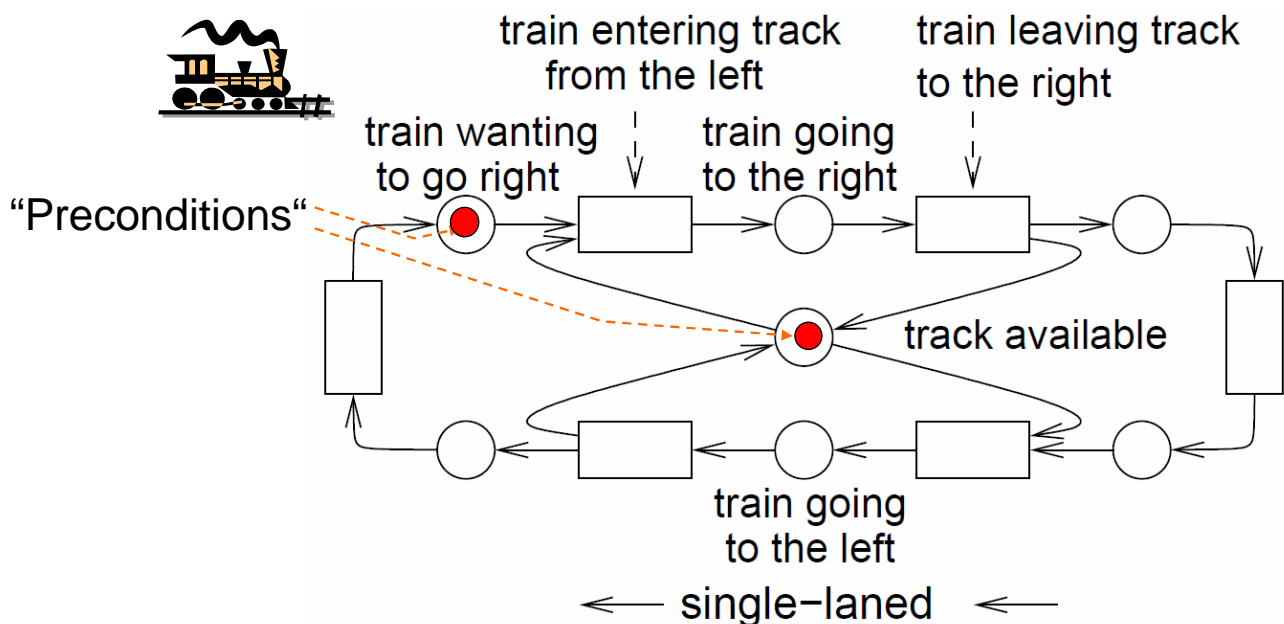 train entering track
from the left
train leaving track
to the right
train wanting
to go right
train going
to the right
“Preconditions“
track available
train going
to the left
single−laned